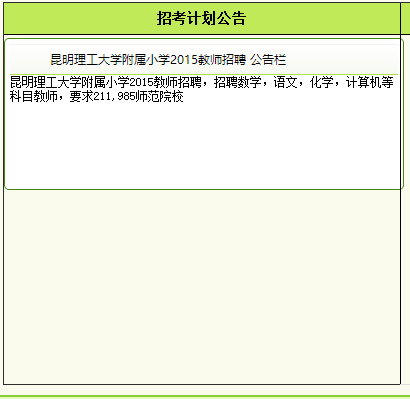 招考计划公告
昆明理工大学附属小学2015教师招聘 公告栏
昆明理工大学附属小学2015教师招聘，招聘数学，语文，化学，计算机等
科目教师，要求211,985师范院校